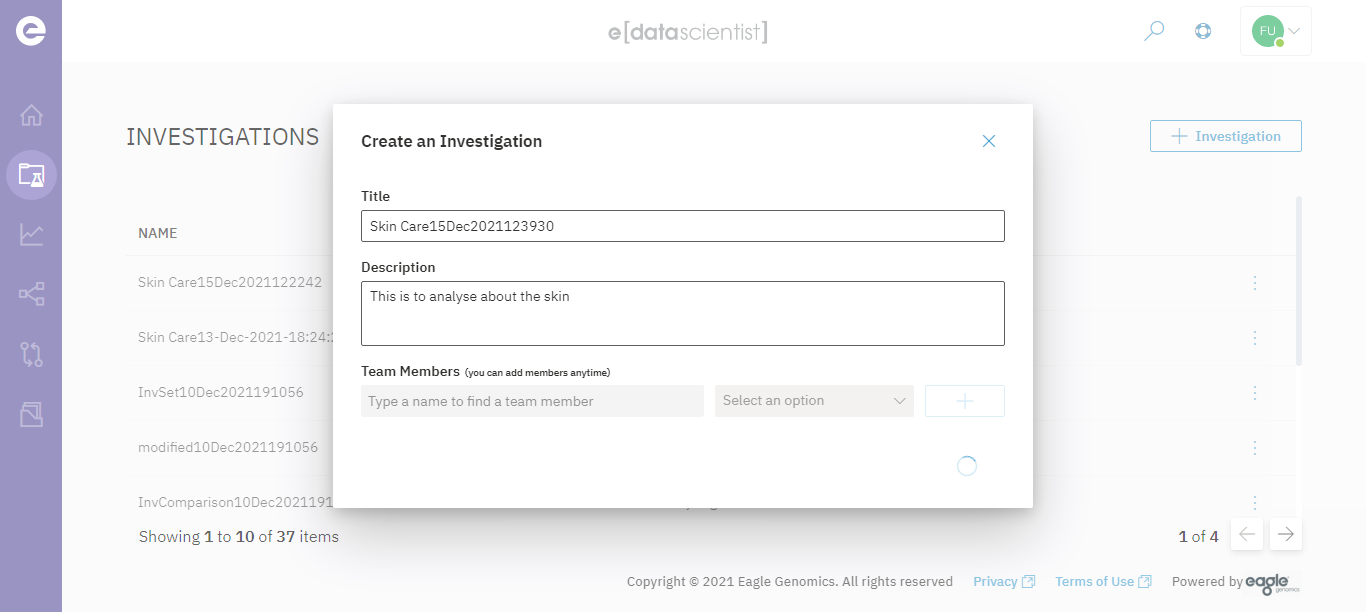 e[datascientist]
FU
INVESTIGATIONS
+ Investigation
Create an Investigation
Title
Skin Care15Dec2021123930
Description
This is to analyse about the skin
Team Members (you can add members anytime)
Type a name to find a team member
Select an option
NAME
Skin Care15Dec2021122242
Skin Care13-Dec-2021-18:24:
InvSet10Dec2021191056
modified10Dec2021191056
InvComparison10Dec2021191
Showing 1 to 10 of 37 items
1 of 4
Copyright © 2021 Eagle Genomics. All rights reserved
Privacy
Terms of Use
Powered by eagle genomics